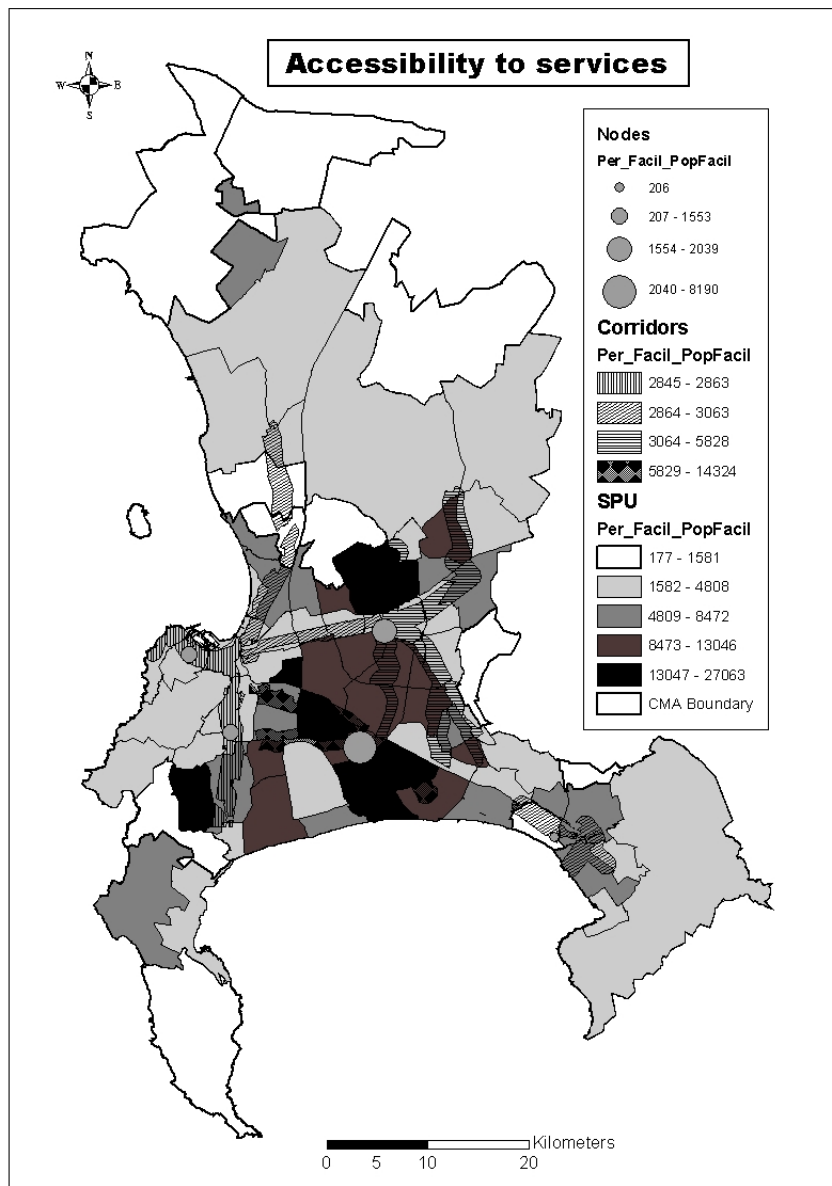 Accessibility to services
N
W E
S
Nodes
Per_Facil_PopFacil
206
207 - 1553
1554 - 2039
2040 - 8190
Corridors
Per_Facil_PopFacil
2845 - 2863
2864 - 3063
3064 - 5828
5829 - 14324
SPU
Per_Facil_PopFacil
177 - 1581
1582 - 4808
4809 - 8472
8473 - 13046
13047 - 27063
CMA Boundary
Kilometers
0 5 10 20